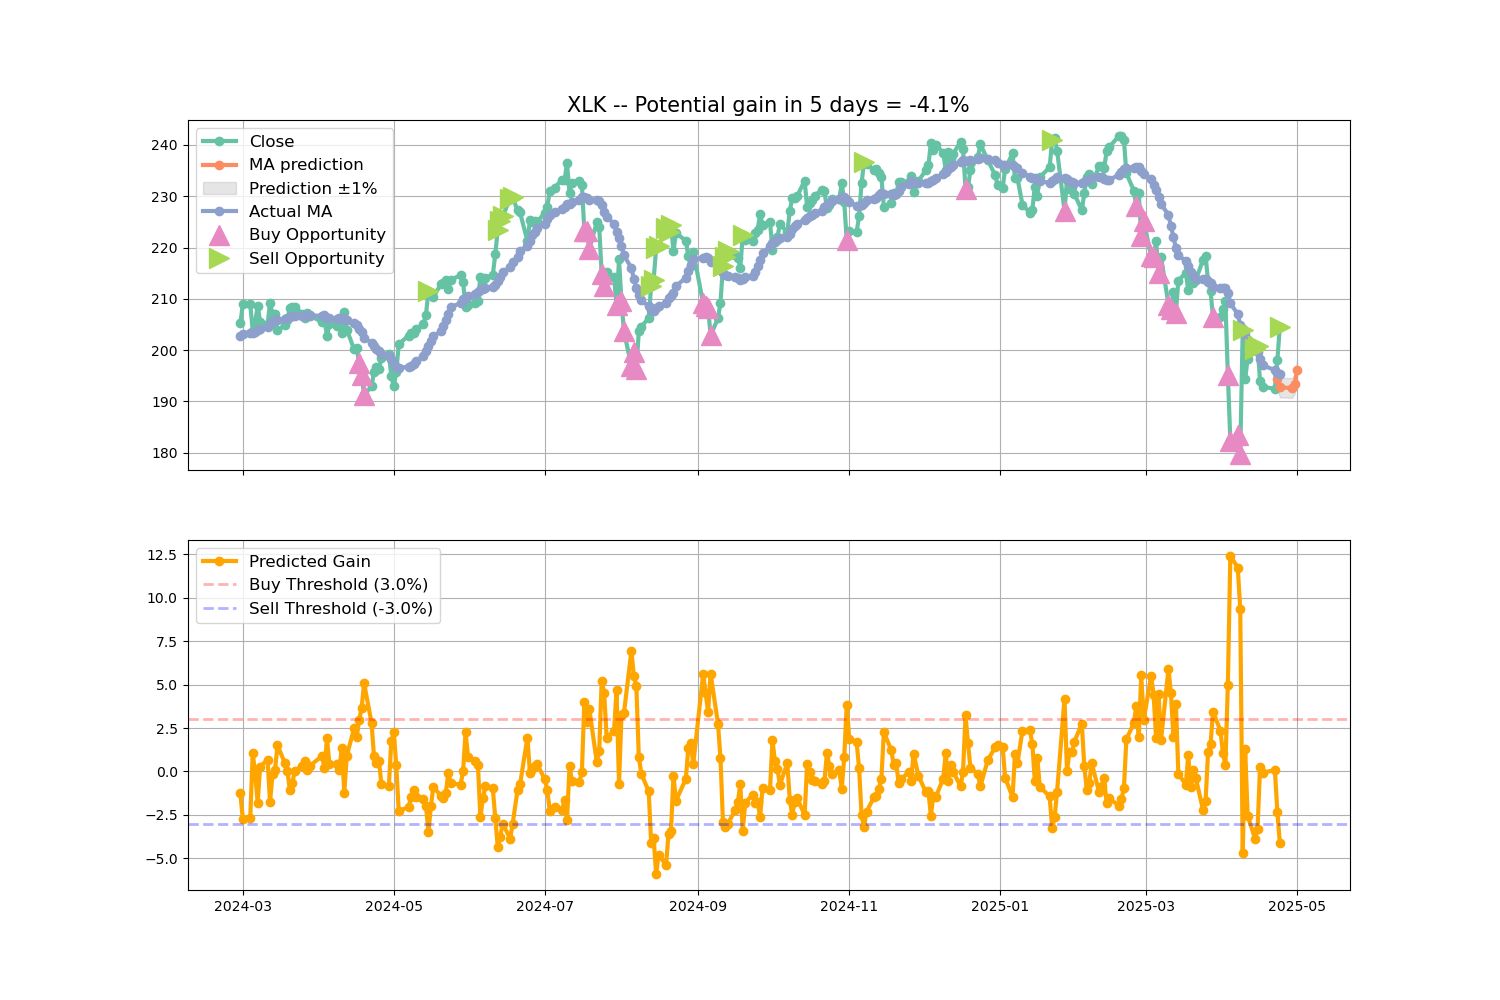 XLK -- Potential gain in 5 days = -4.1%
240
230
220
210
200
190
180
Close
MA prediction
Prediction ±1%
Actual MA
Buy Opportunity
Sell Opportunity
12.5
10.0
7.5
5.0
2.5
0.0
−2.5
−5.0
Predicted Gain
Buy Threshold (3.0%)
Sell Threshold (-3.0%)
2024-03
2024-05
2024-07
2024-09
2024-11
2025-01
2025-03
2025-05